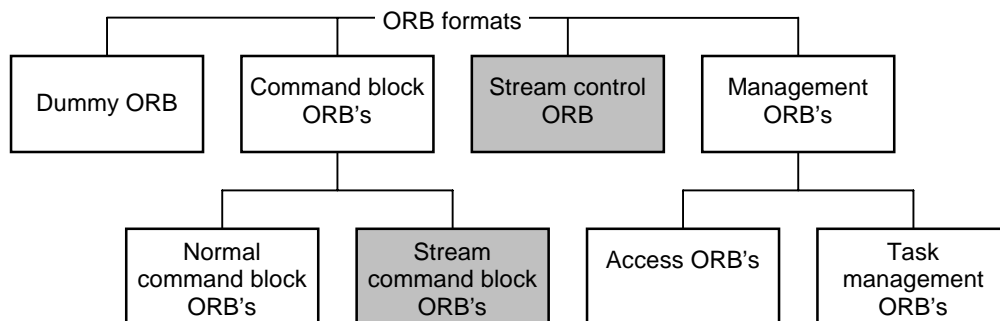 ORB formats
Dummy ORB
Command block
ORB's
Stream control
ORB
Management
ORB's
Normal
command block
ORB's
Stream
command block
ORB's
Access ORB's
Task
management
ORB's